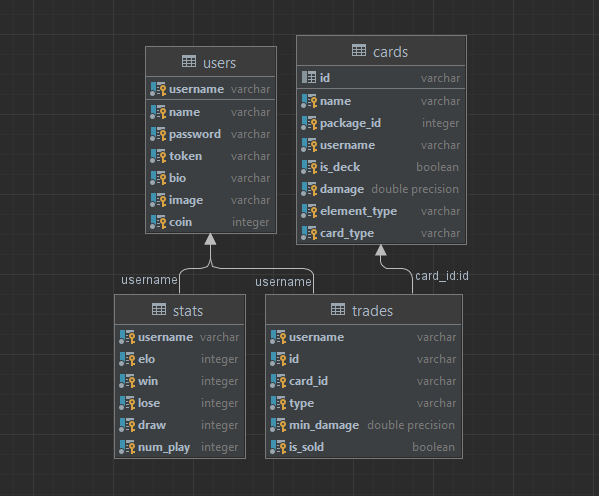 users
username varchar
name varchar
password varchar
token varchar
bio varchar
image varchar
coin integer
cards
id varchar
name varchar
package_id integer
username varchar
is_deck boolean
damage double precision
element_type varchar
card_type varchar
username
username
card_id:id
stats
username varchar
elo integer
win integer
lose integer
draw integer
num_play integer
trades
username varchar
id varchar
card_id varchar
type varchar
min_damage double precision
is_sold boolean